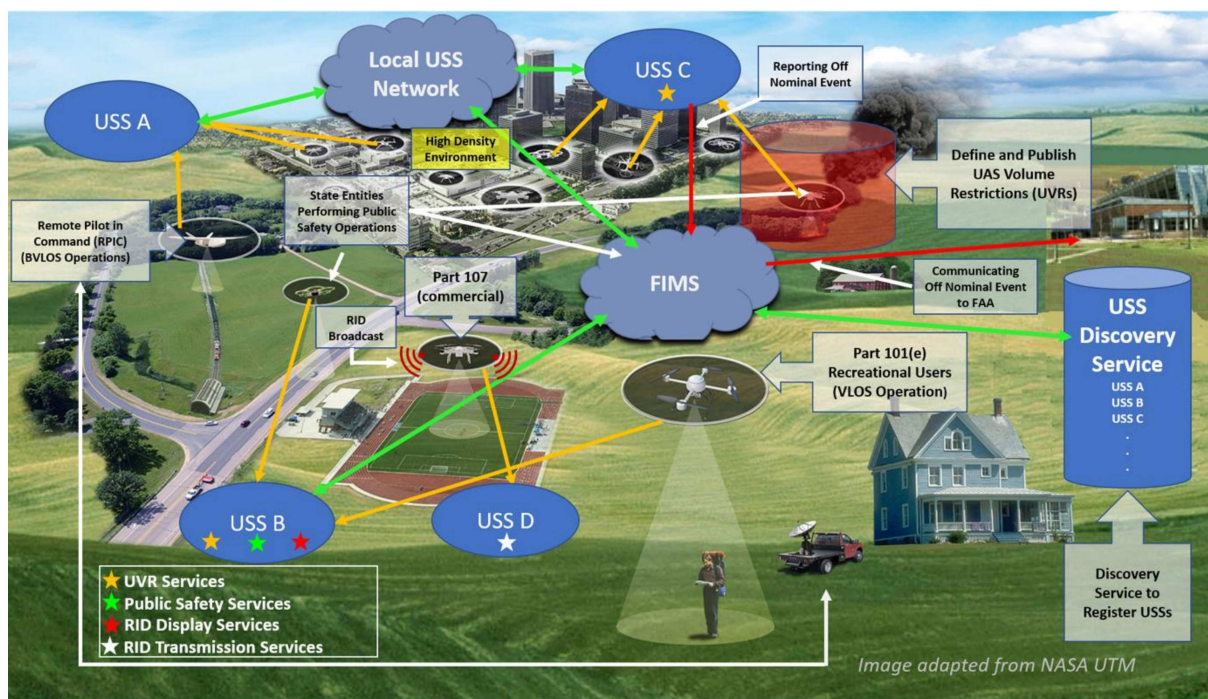 Local USS
Network
USS C
Reporting Off
Nominal Event
USS A
High Density
Environment
Define and Publish
UAS Volume
Restrictions (UVRs)
State Entities
Performing Public
Safety Operations
Remote Pilot in
Command (RPIC)
(BVLOS Operations)
Part 107
(commercial)
FIMS
Communicating
Off Nominal Event
to FAA
RID
Broadcast
USS
Discovery
Service
USS A
USS B
USS C
.
.
.
.
Part 101(e)
Recreational Users
(VLOS Operation)
USS B
USS D
UVR Services
Public Safety Services
RID Display Services
RID Transmission Services
Discovery
Service to
Register USSs
Image adapted from NASA UTM